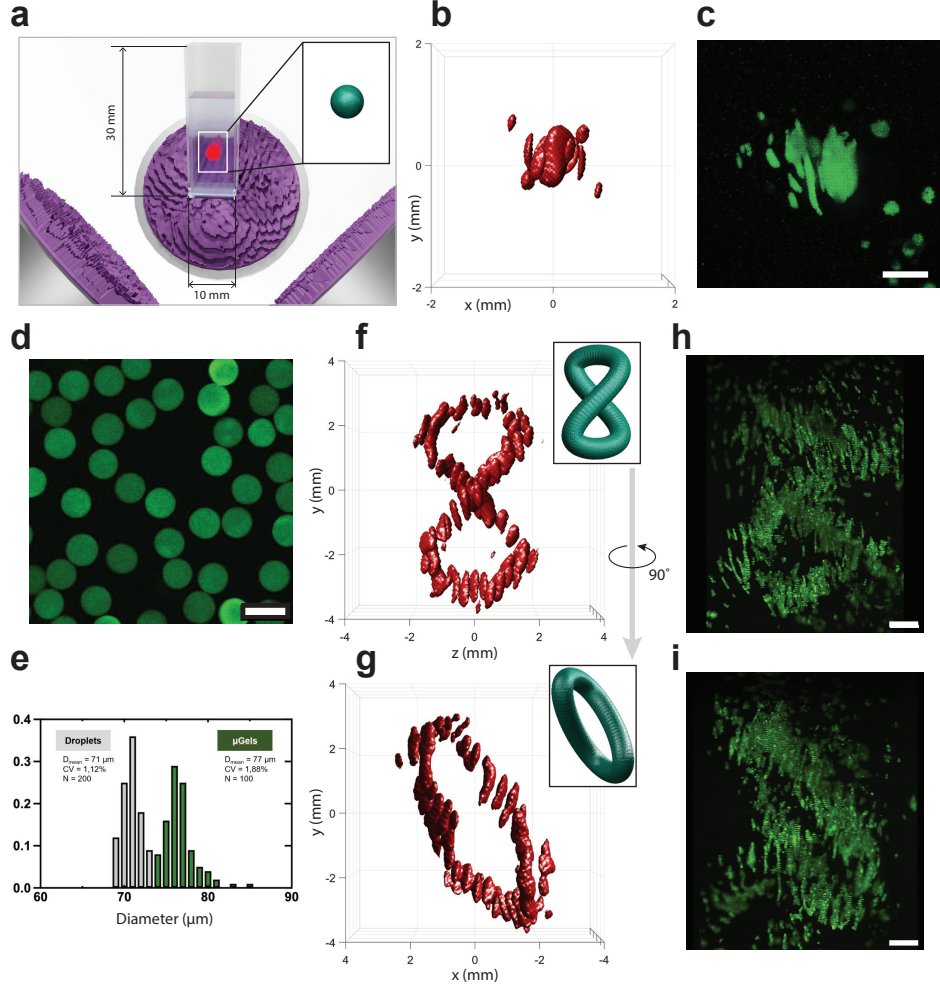 a
30 mm
10 mm
b
2
0
-2
y (mm)
-2
0
2
x (mm)
c
d
e
0.4
0.3
0.2
0.1
0.0
Droplets
Dmean = 71 µm
CV = 1,12%
N = 200
µGels
Dmean = 77 µm
CV = 1,88%
N = 100
60
70
80
90
Diameter (µm)
f
4
2
0
-2
-4
y (mm)
-4
-2
0
2
4
z (mm)
90°
g
4
2
0
-2
-4
y (mm)
4
2
0
-2
-4
x (mm)
h
i